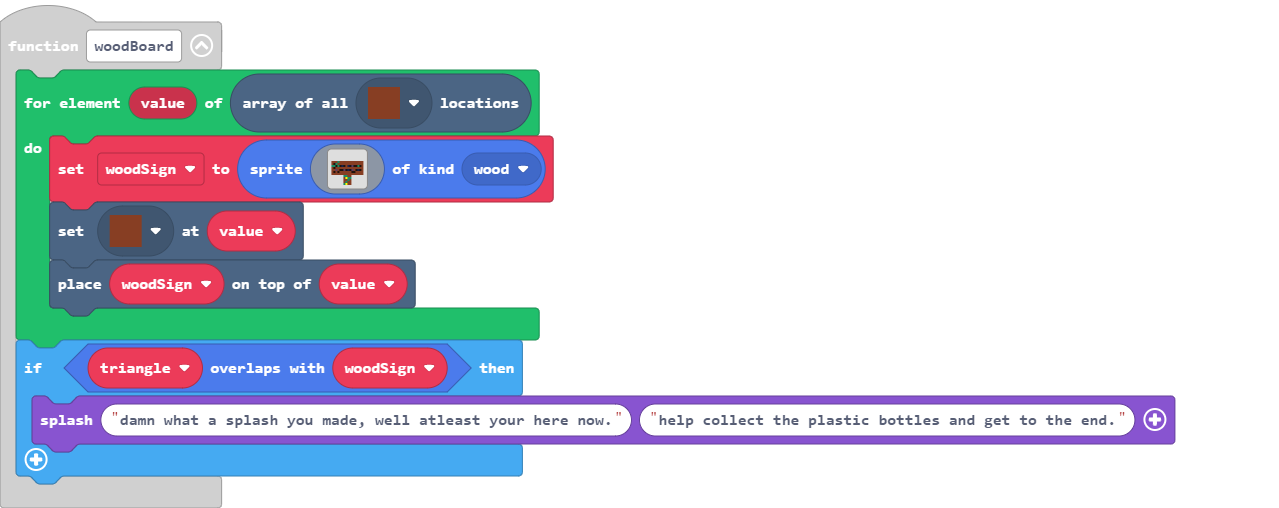 function woodBoard
for element value of array of all locations
do
set woodSign to sprite of kind wood
set at value
place woodSign on top of value
if triangle overlaps with woodSign then
splash "damn what a splash you made, well atleast your here now." "help collect the plastic bottles and get to the end."